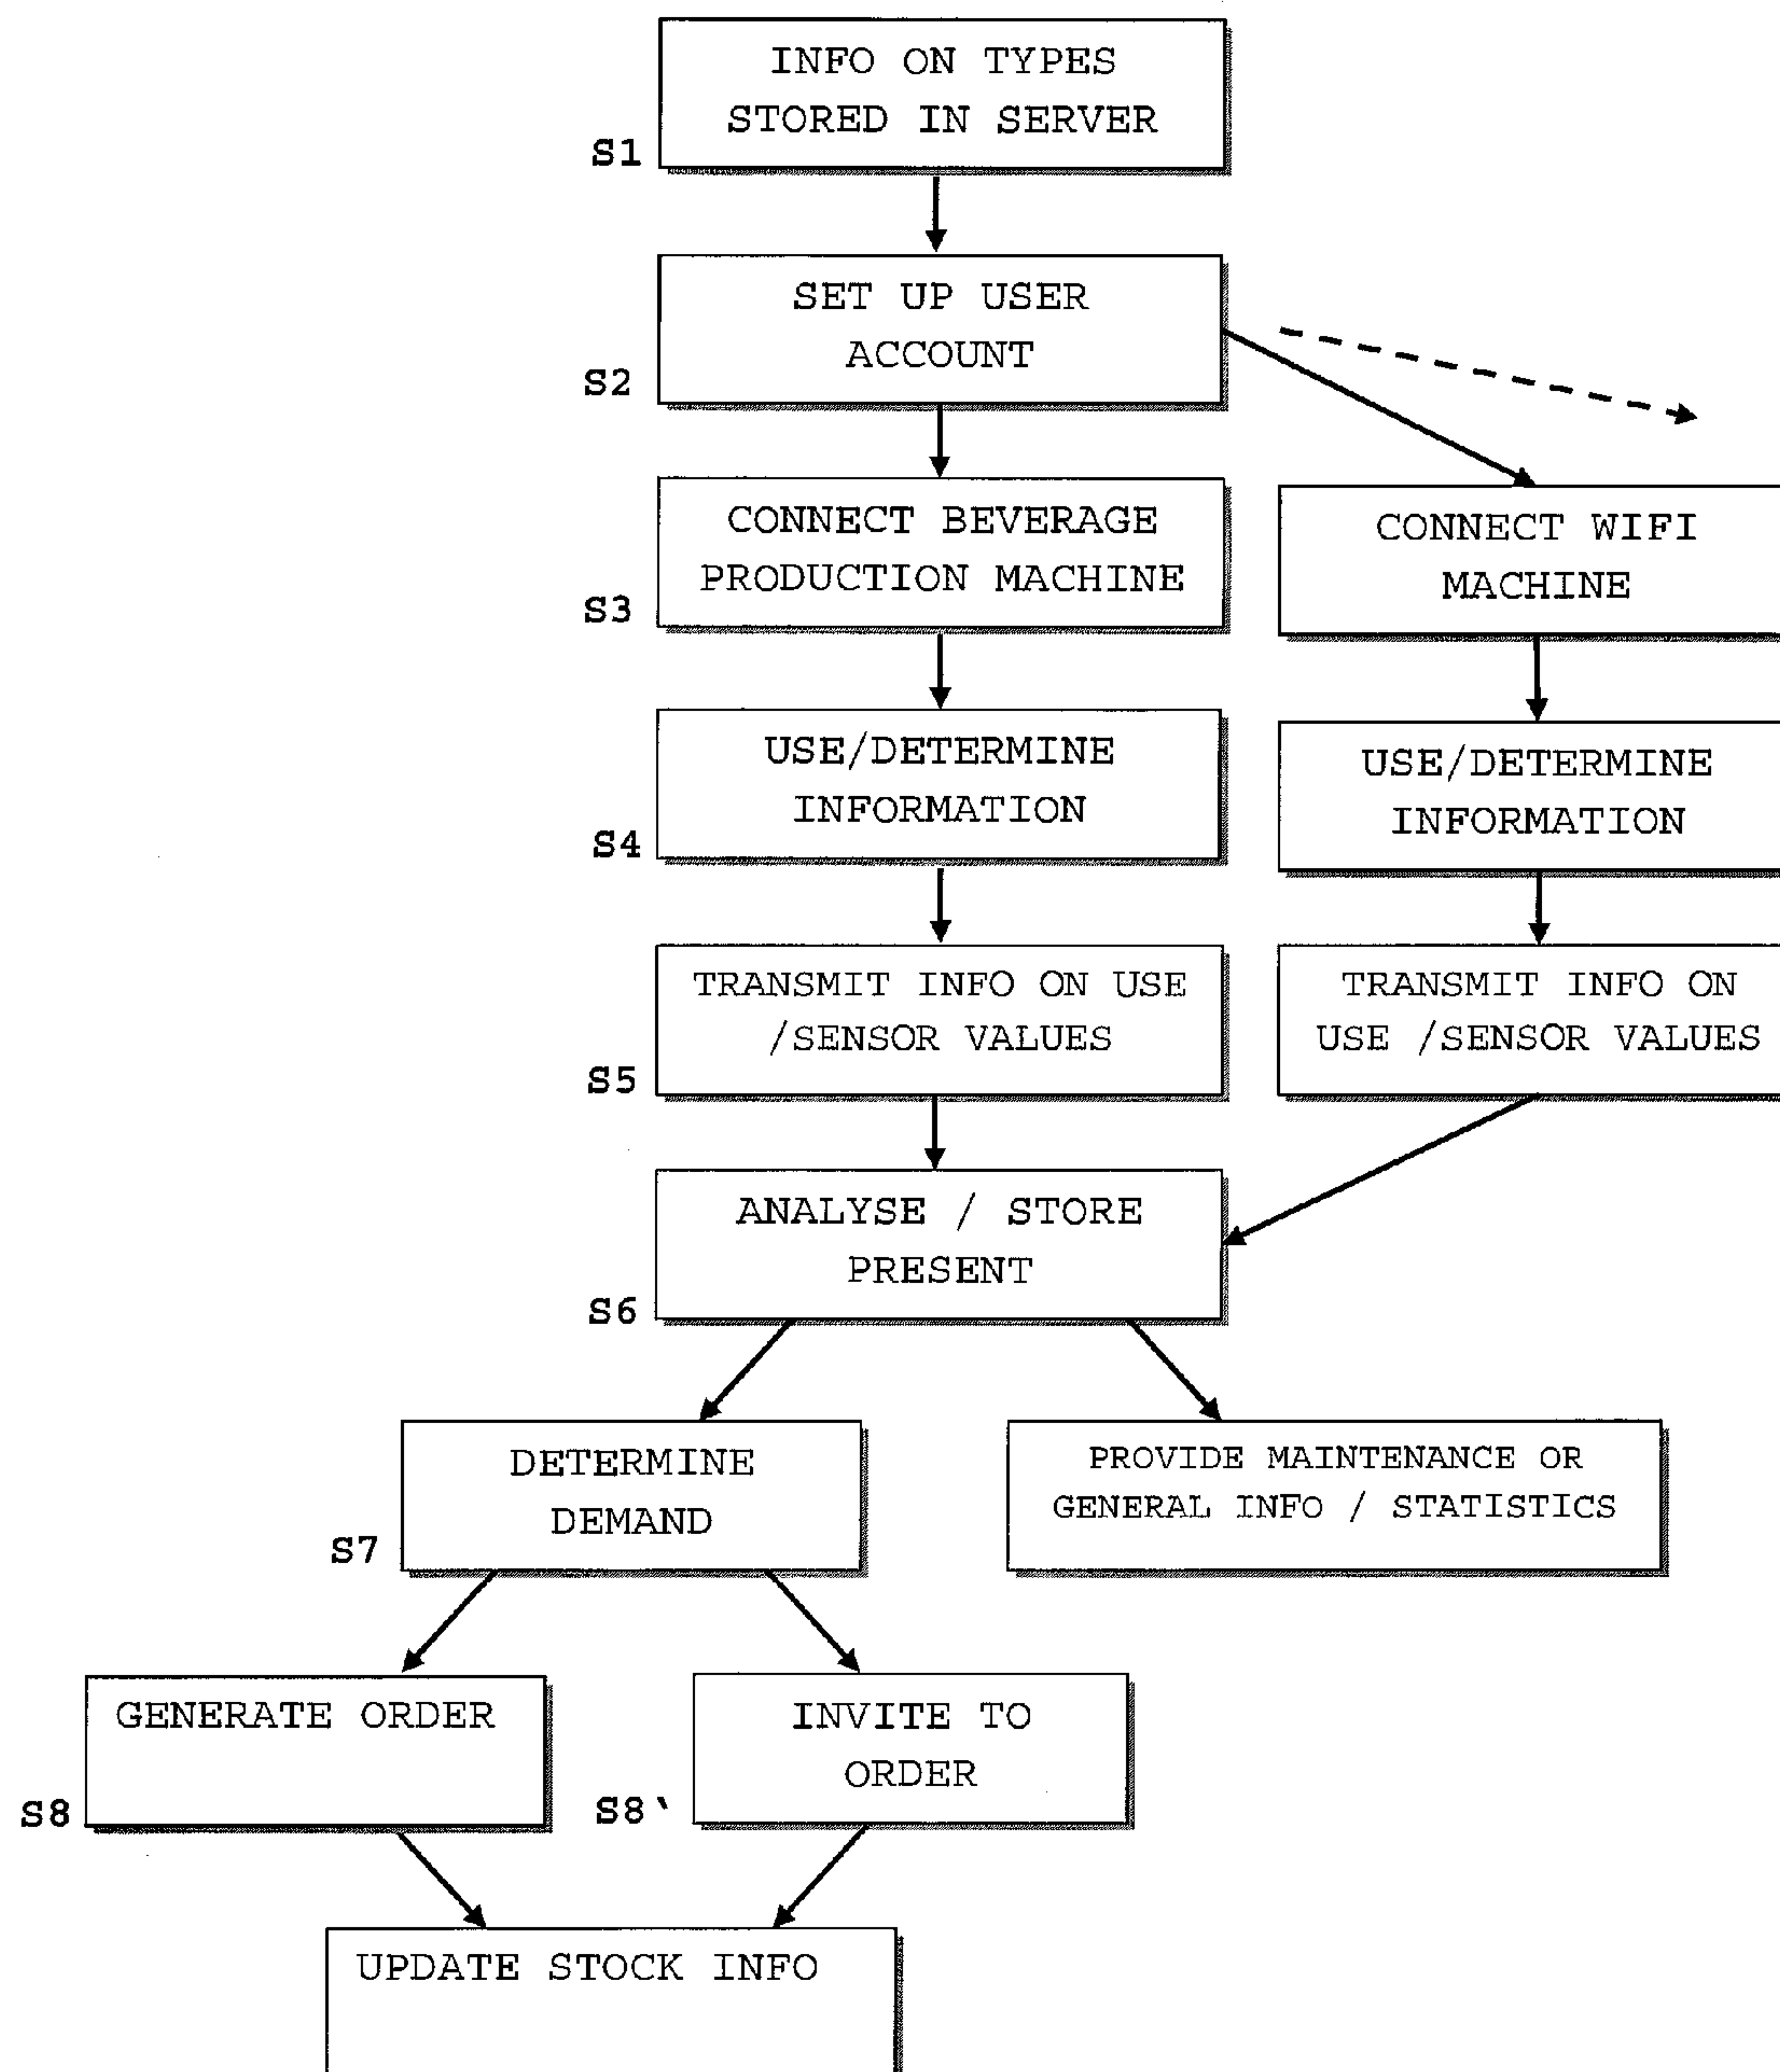 INFO ON TYPES
STORED IN SERVER
S1
SET UP USER
ACCOUNT
S2
CONNECT BEVERAGE
PRODUCTION MACHINE
S3
CONNECT WIFI
MACHINE
USE/DETERMINE
INFORMATION
S4
USE/DETERMINE
INFORMATION
TRANSMIT INFO ON USE
/SENSOR VALUES
S5
TRANSMIT INFO ON
USE /SENSOR VALUES
ANALYSE / STORE
PRESENT
S6
DETERMINE
DEMAND
S7
PROVIDE MAINTENANCE OR
GENERAL INFO / STATISTICS
GENERATE ORDER
S8
INVITE TO
ORDER
S8‘
UPDATE STOCK INFO